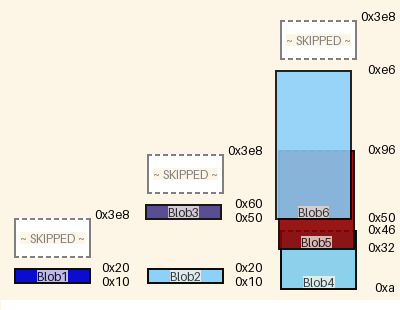 0x3e8
~ SKIPPED ~
0xe6
0x3e8
0x96
~ SKIPPED ~
0x60
Blob3
0x50
Blob6
0x50
0x3e8
0x46
~ SKIPPED ~
Blob5
0x32
0x20
Blob1
0x10
0x20
Blob2
0x10
Blob4
0xa